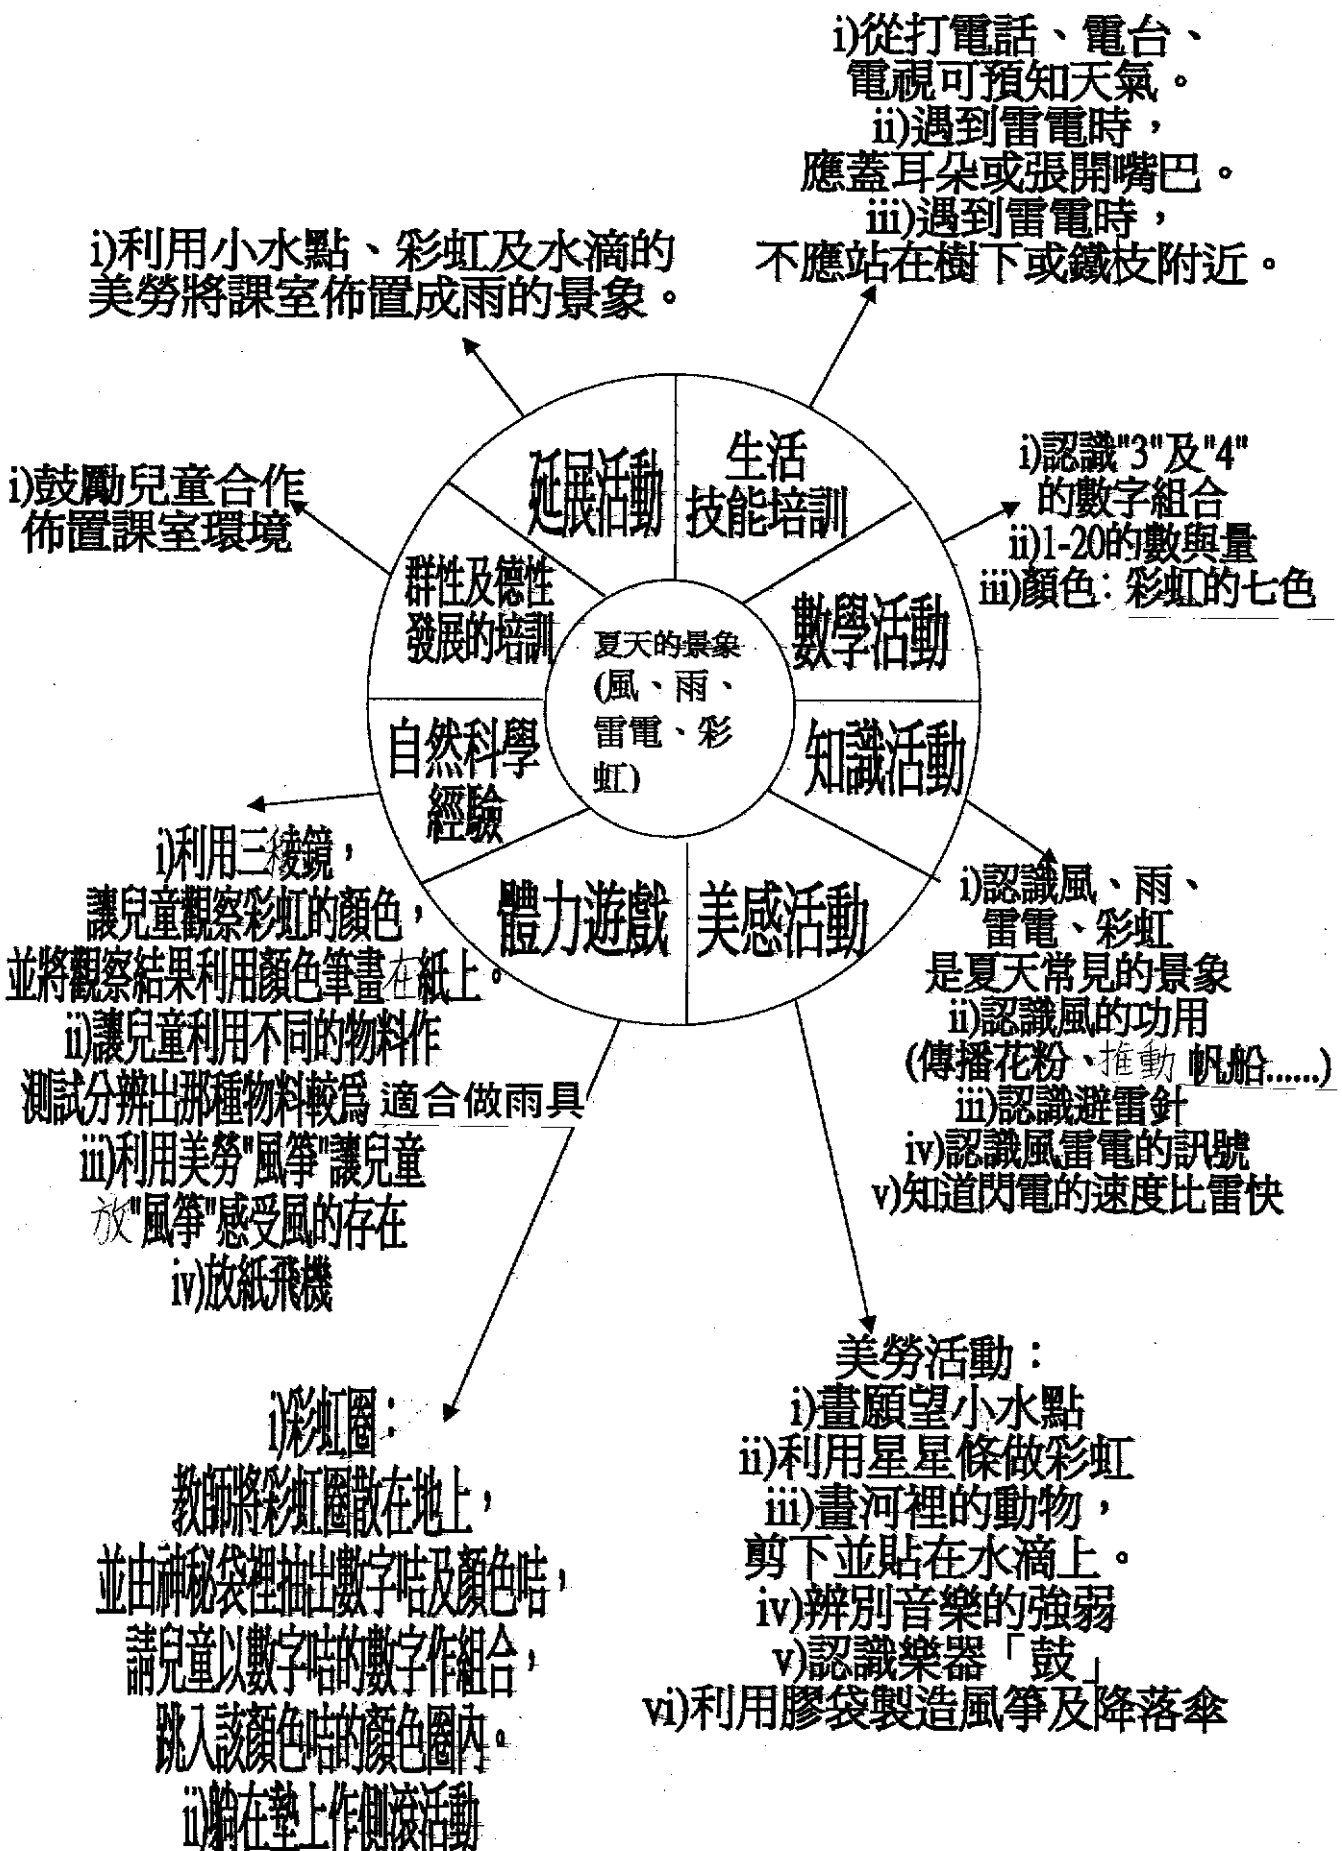 i)從打電話、電台、
電視可預知天氣。
ii)遇到雷電時，
應蓋耳朵或張開嘴巴。
iii)遇到雷電時，
不應站在樹下或鐵枝附近。
i)利用小水點、彩虹及水滴的
美勞將課室佈置成雨的景象。
i)鼓勵兒童合作
佈置課室環境
i)認識"3"及"4"
的數字組合
ii)1-20的數與量
iii)顏色：彩虹的七色
延展活動
生活
技能培訓
群性及德性
發展的培訓
數學活動
夏天的景象
(風、雨、
雷電、彩
虹)
自然科學
經驗
知識活動
體力遊戲
美感活動
i)利用三稜鏡，
讓兒童觀察彩虹的顏色，
並將觀察結果利用顏色筆畫在紙上。
ii)讓兒童利用不同的物料作
測試分辨出那種物料較爲 適合做雨具
iii)利用美勞"風箏"讓兒童
放"風箏"感受風的存在
iv)放紙飛機
i)認識風、雨、
雷電、彩虹
是夏天常見的景象
ii)認識風的功用
(傳播花粉、推動 帆船......)
iii)認識避雷針
iv)認識風雷電的訊號
v)知道閃電的速度比雷快
i)彩虹圈：
教師將彩虹圈散在地上，
並由神秘袋裡抽出數字咭及顏色咭，
請兒童以數字咭的數字作組合，
跳入該顏色咭的顏色圈內。
ii)躺在墊上作側滾活動
美勞活動：
i)畫願望小水點
ii)利用星星條做彩虹
iii)畫河裡的動物，
剪下並貼在水滴上。
iv)辨別音樂的強弱
v)認識樂器「鼓」
vi)利用膠袋製造風箏及降落傘